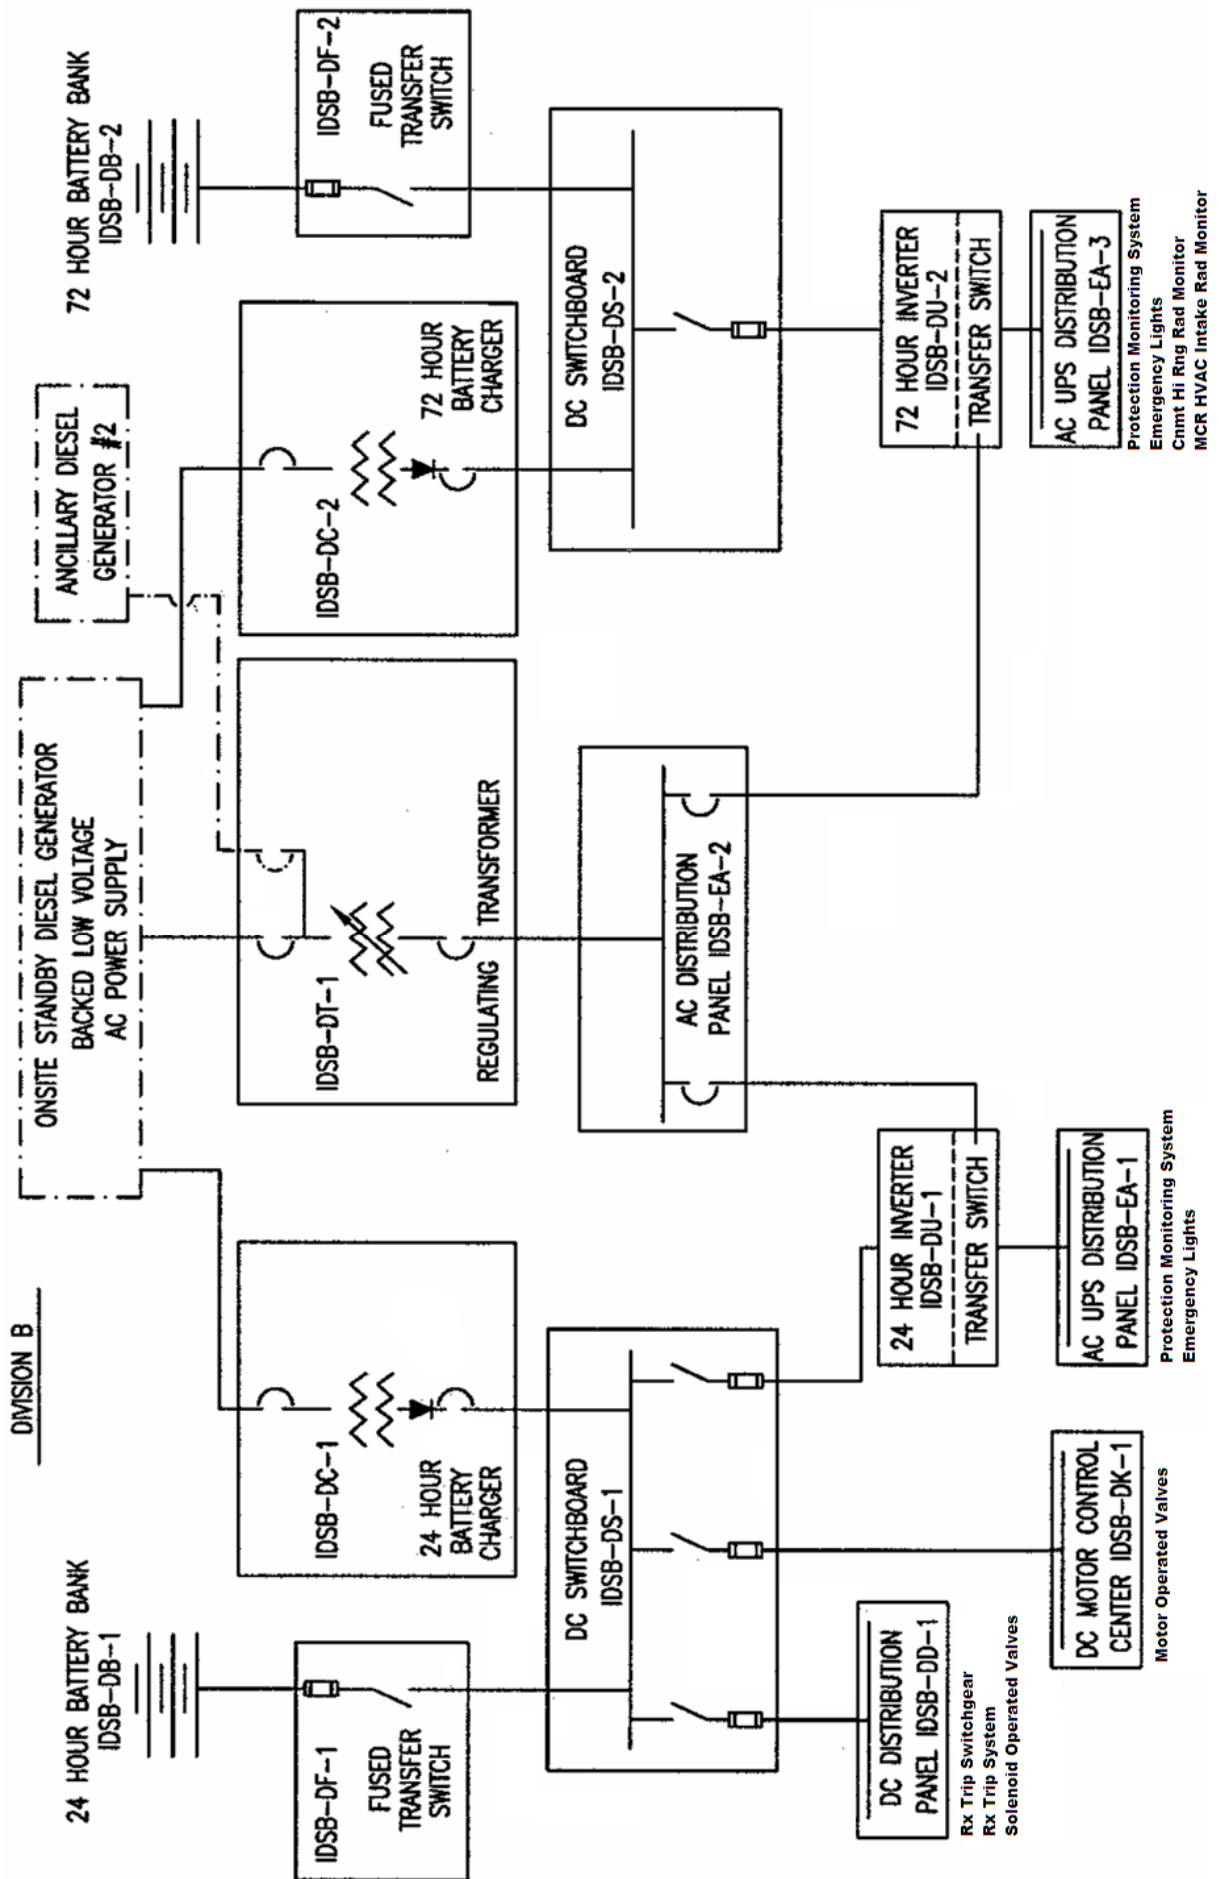 DIVISION B
24 HOUR BATTERY BANK
IDSB-DB-1
ONSITE STANDBY DIESEL GENERATOR
BACKED LOW VOLTAGE
AC POWER SUPPLY
ANCILLARY DIESEL
GENERATOR #2
72 HOUR BATTERY BANK
IDSB-DB-2
IDSB-DF-1
FUSED
TRANSFER
SWITCH
IDSB-DC-1
24 HOUR
BATTERY
CHARGER
IDSB-DT-1
REGULATING TRANSFORMER
IDSB-DC-2
72 HOUR
BATTERY
CHARGER
IDSB-DF-2
FUSED
TRANSFER
SWITCH
DC SWITCHBOARD
IDSB-DS-1
AC DISTRIBUTION
PANEL IDSB-EA-2
DC SWITCHBOARD
IDSB-DS-2
DC DISTRIBUTION
PANEL IDSB-DD-1
Rx Trip Switchgear
Rx Trip System
Solenoid Operated Valves
DC MOTOR CONTROL
CENTER IDSB-DK-1
Motor Operated Valves
24 HOUR INVERTER
IDSB-DU-1
TRANSFER SWITCH
AC UPS DISTRIBUTION
PANEL IDSB-EA-1
Protection Monitoring System
Emergency Lights
72 HOUR INVERTER
IDSB-DU-2
TRANSFER SWITCH
AC UPS DISTRIBUTION
PANEL IDSB-EA-3
Protection Monitoring System
Emergency Lights
Cnmt Hi Rng Rad Monitor
MCR HVAC Intake Rad Monitor